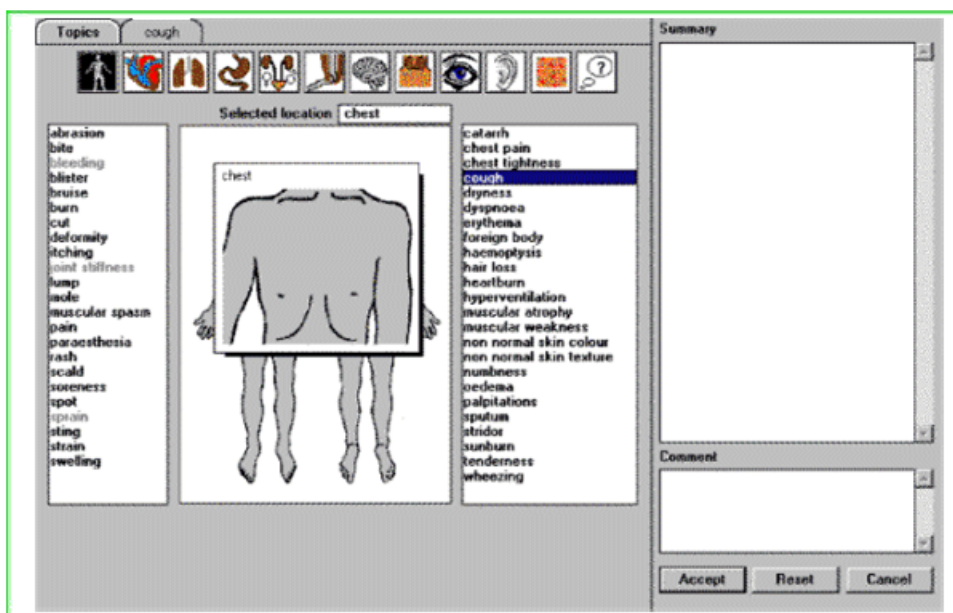 Topics
cough
Summary
?
Selected location chest
abrasion
bite
bleeding
blister
bruise
burn
cut
deformity
itching
joint stiffness
lump
mole
muscular spasm
pain
paraesthesia
rash
scald
soreness
spot
sprain
sting
strain
swelling
chest
catarrh
chest pain
chest tightness
cough
dryness
dyspnoea
erythema
foreign body
haemoptysis
hair loss
heartburn
hyperventilation
muscular atrophy
muscular weakness
non normal skin colour
non normal skin texture
numbness
oedema
palpitations
sputum
stridor
sunburn
tenderness
wheezing
Comment
Accept
Reset
Cancel